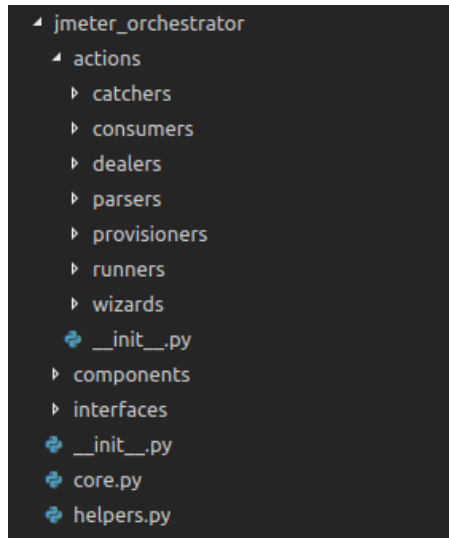 jmeter_orchestrator
actions
catchers
consumers
dealers
parsers
provisioners
runners
wizards
__init__.py
components
interfaces
__init__.py
core.py
helpers.py